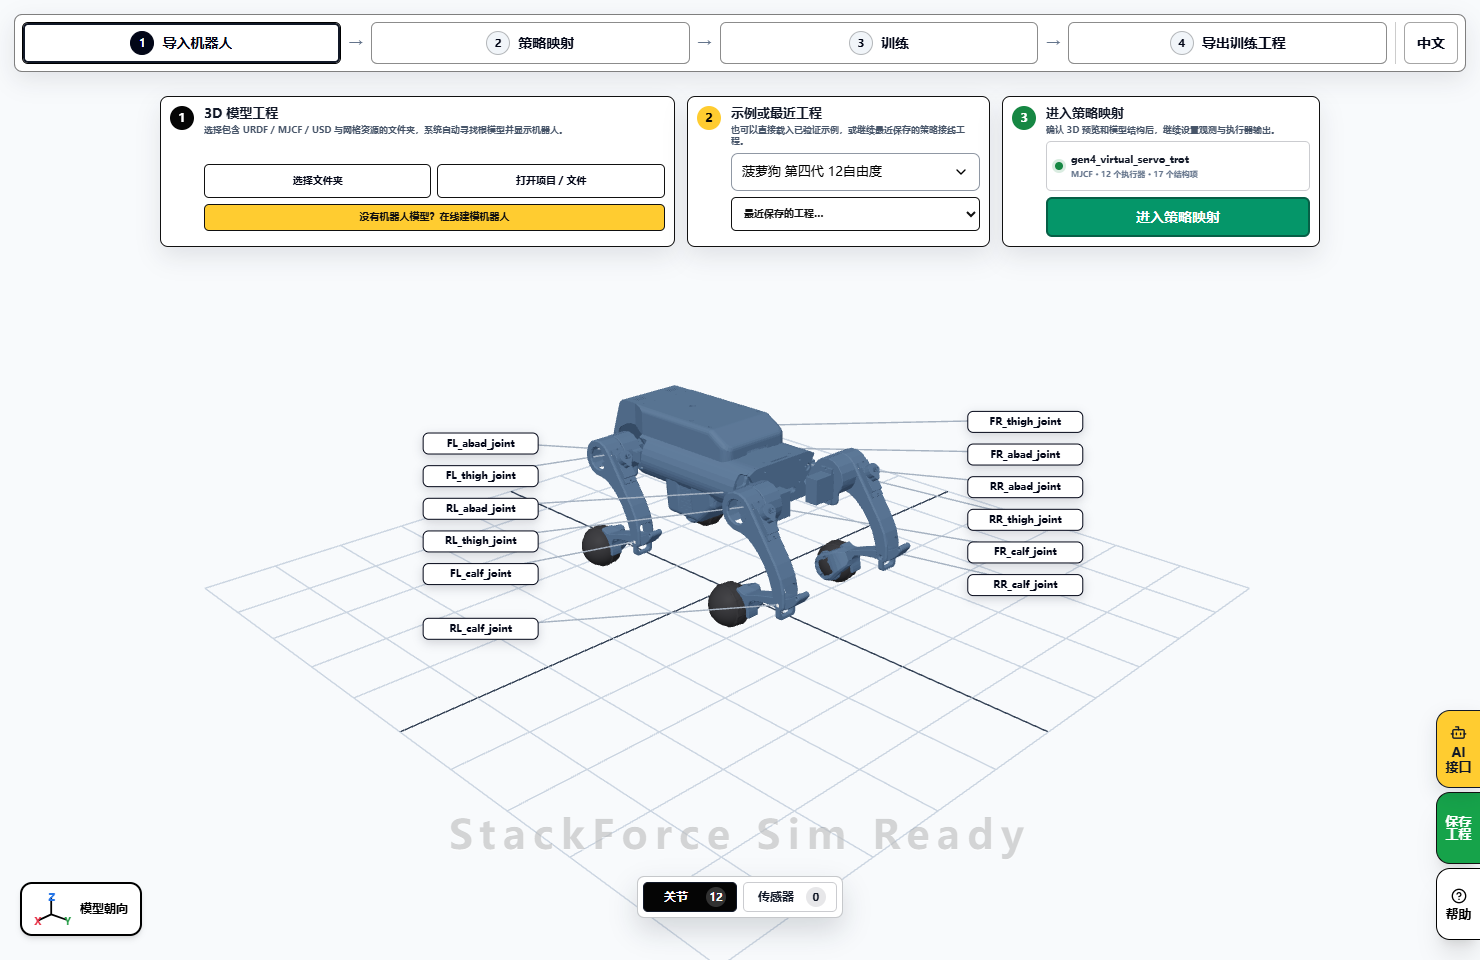 1 导入机器人 → 2 策略映射 → 3 训练 → 4 导出训练工程 中文
1 3D 模型工程
选择包含 URDF / MJCF / USD 与网格资源的文件夹，系统自动寻找根模型并显示机器人。
选择文件夹 打开项目 / 文件
没有机器人模型？在线建模机器人
2 示例或最近工程
也可以直接载入已验证示例，或继续最近保存的策略接线工
程。
菠萝狗 第四代 12自由度
最近保存的工程...
3 进入策略映射
确认 3D 预览和模型结构后，继续设置观测与执行器输出。
gen4_virtual_servo_trot
MJCF • 12 个执行器 • 17 个结构项
进入策略映射
FL_abad_joint
FL_thigh_joint
RL_abad_joint
RL_thigh_joint
FL_calf_joint
RL_calf_joint
FR_thigh_joint
FR_abad_joint
RR_abad_joint
RR_thigh_joint
FR_calf_joint
RR_calf_joint
StackForce Sim Ready
关节 12 传感器 0
Z
X Y
模型朝向
AI
接口
保存
工程
帮助